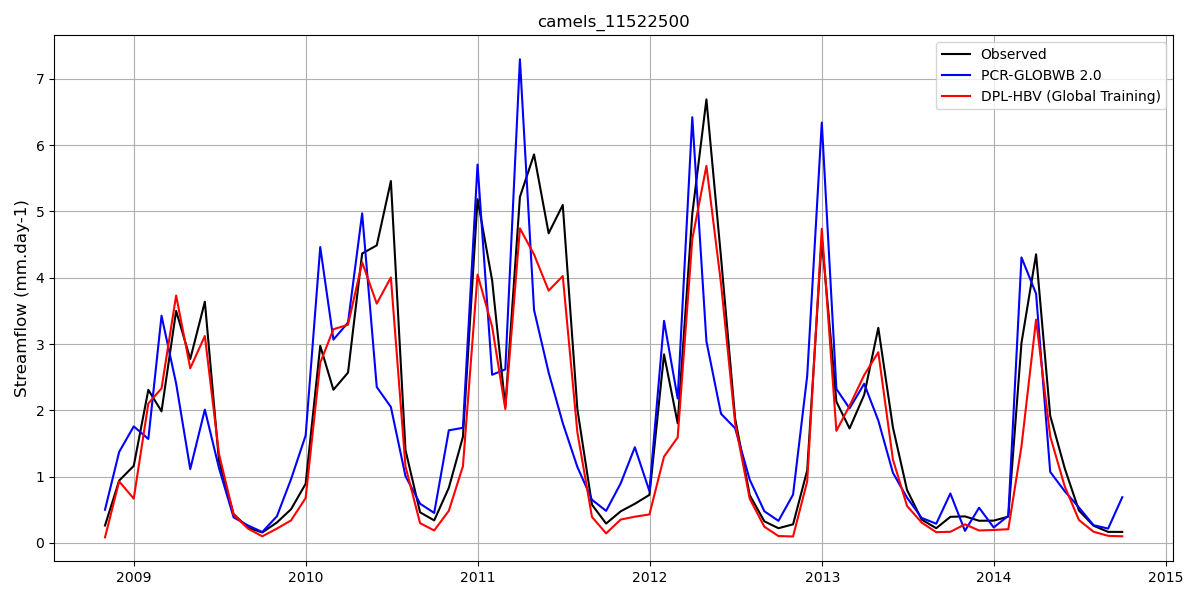 camels_11522500
Observed
PCR-GLOBWB 2.0
DPL-HBV (Global Training)
Streamflow (mm.day-1)
7
6
5
4
3
2
1
0
2009 2010 2011 2012 2013 2014 2015